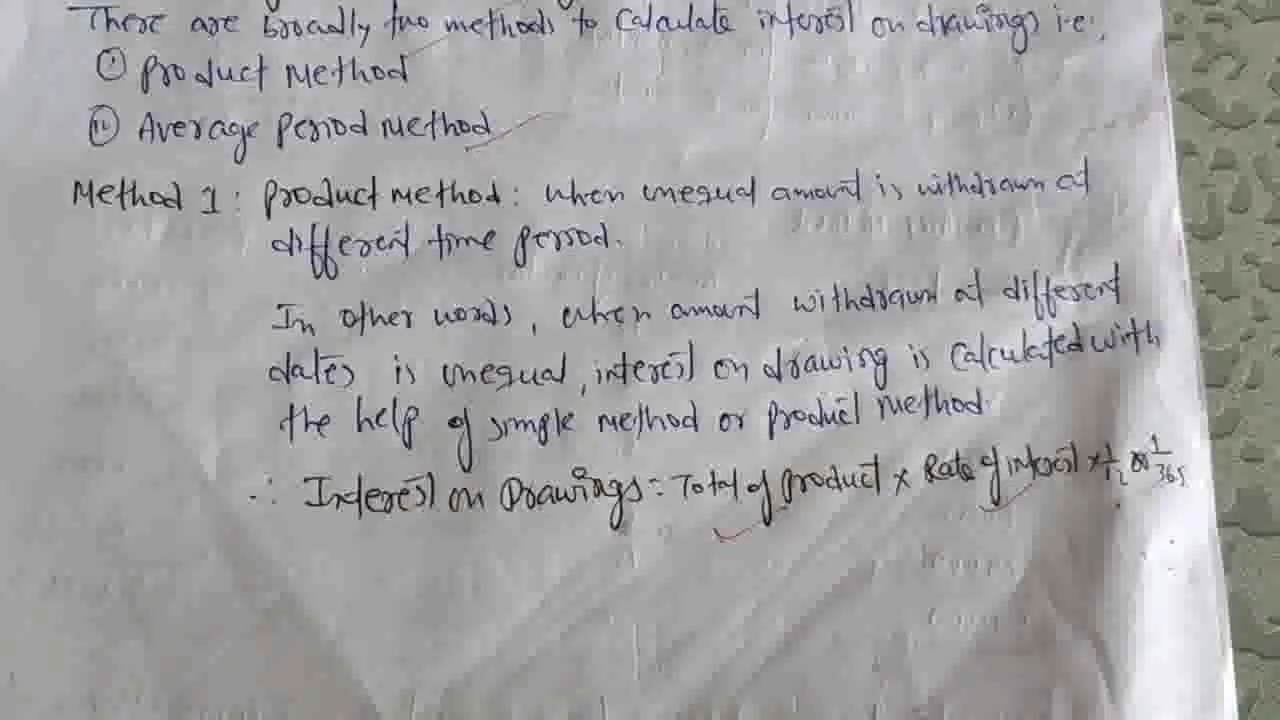 There are broadly two methods to calculate interest on drawings i.e.
(i) Product Method
(ii) Average Period Method
Method 1: Product method: when unequal amount is withdrawn at
different time period.
In other words, when amount withdrawn at different
dates is unequal, interest on drawing is calculated with
the help of simple method or product method.
∴ Interest on Drawings = Total of product × Rate of interest × 1/12 or 1/365